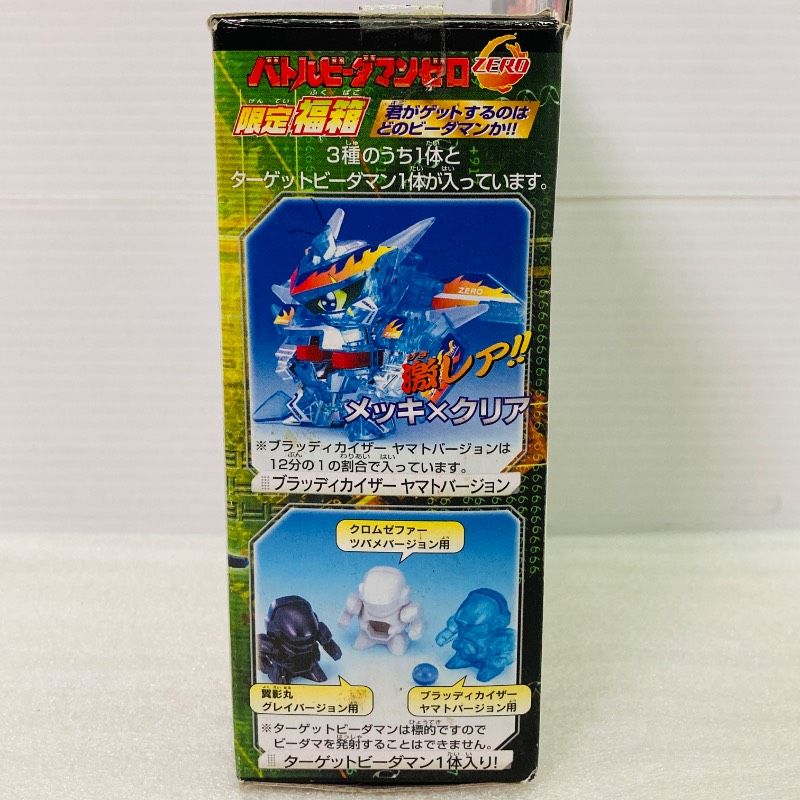 バトルビーダマンゼロ
ZERO
げんてい ふくばこ
限定福箱
君がゲットするのは
どのビーダマンか!!
3種のうち1体と
ターゲットビーダマン1体が入っています。
ZERO
激レア!!
メッキ×クリア
※ブラッディカイザー ヤマトバージョンは
12分の1の割合で入っています。
ブラッディカイザー ヤマトバージョン
クロムゼファー
ツバメバージョン用
翼影丸
グレイバージョン用
ブラッディカイザー
ヤマトバージョン用
※ターゲットビーダマンは標的ですので
ビーダマを発射することはできません。
ターゲットビーダマン1体入り!